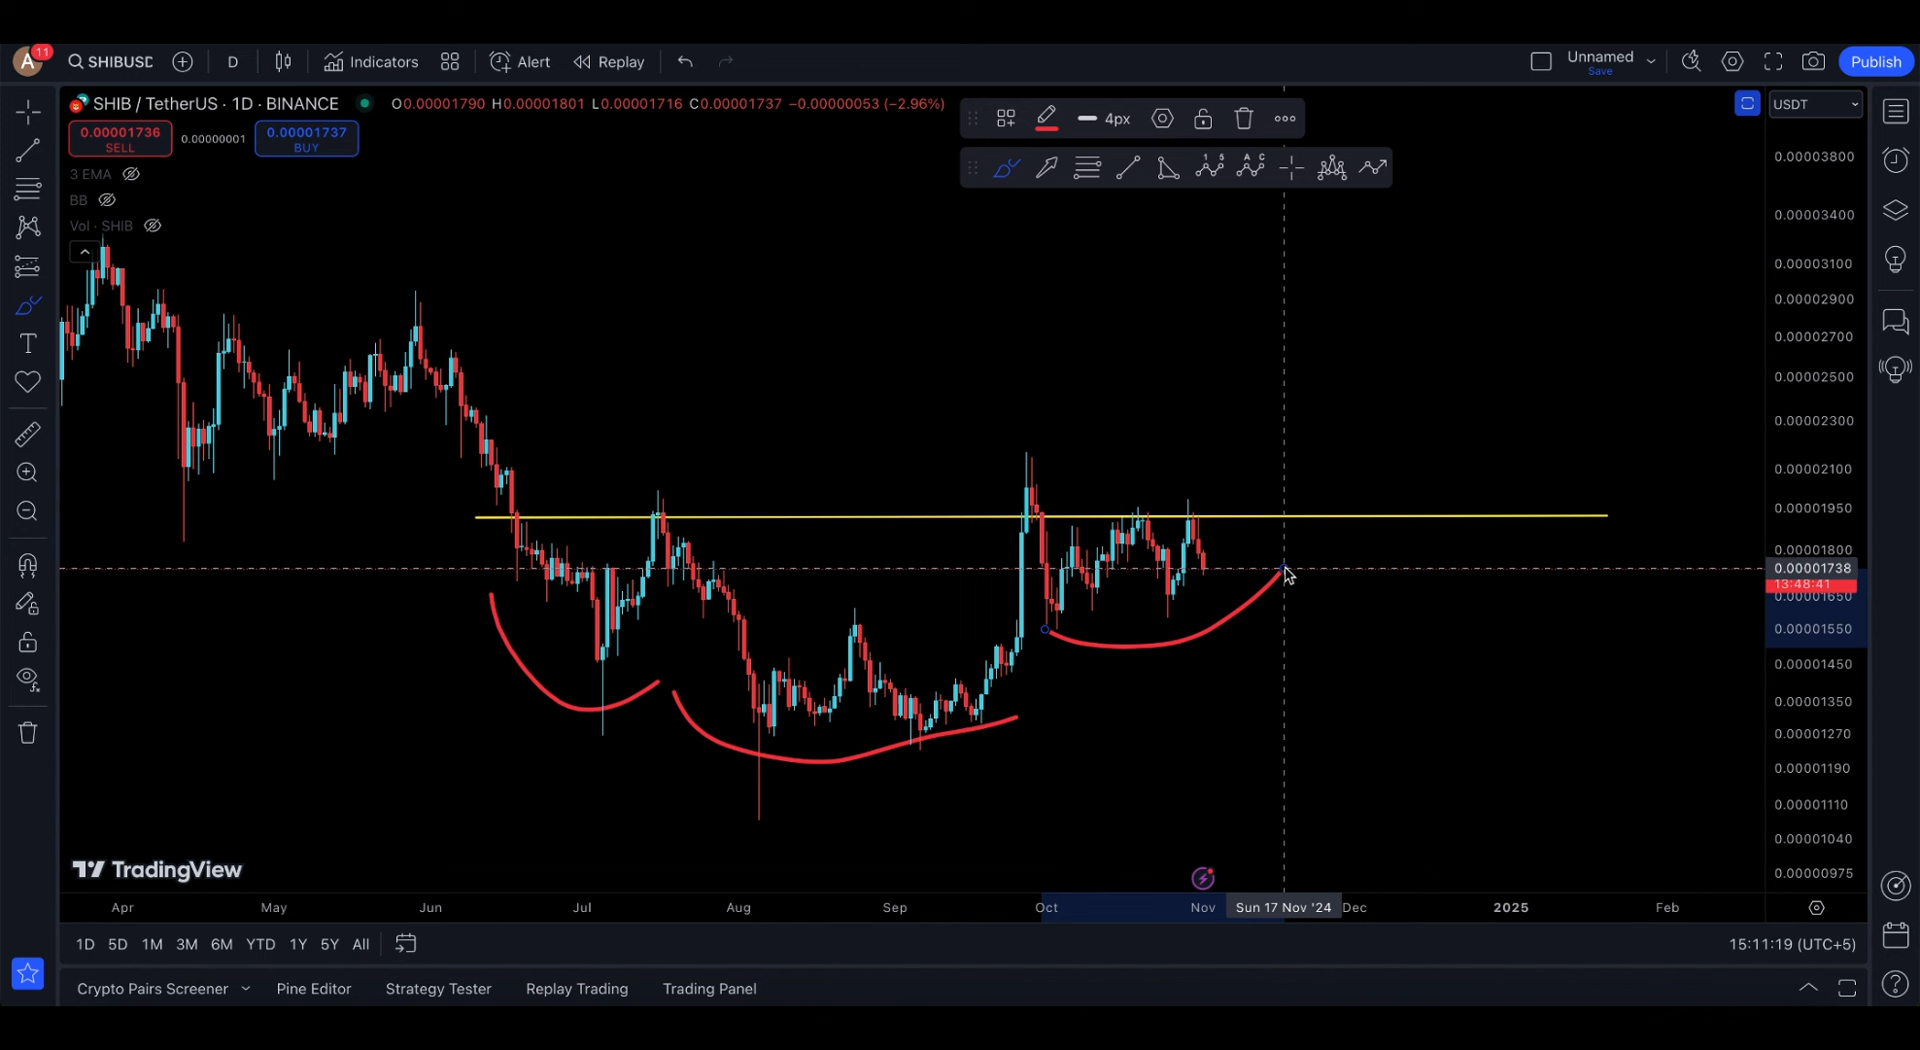 A 11 SHIBUSD D Indicators Alert Replay Unnamed Save Publish
SHIB / TetherUS · 1D · BINANCE O0.00001790 H0.00001801 L0.00001716 C0.00001737 −0.00000053 (−2.96%)
USDT
0.00001736 SELL 0.00000001 0.00001737 BUY
4px
3 EMA
BB
Vol · SHIB
0.00003800
0.00003400
0.00003100
0.00002900
0.00002700
0.00002500
0.00002300
0.00002100
0.00001950
0.00001800
0.00001738
13:48:41
0.00001650
0.00001550
0.00001450
0.00001350
0.00001270
0.00001190
0.00001110
0.00001040
0.00000975
TradingView
Apr May Jun Jul Aug Sep Oct Nov Sun 17 Nov '24 Dec 2025 Feb
1D 5D 1M 3M 6M YTD 1Y 5Y All 15:11:19 (UTC+5)
Crypto Pairs Screener Pine Editor Strategy Tester Replay Trading Trading Panel